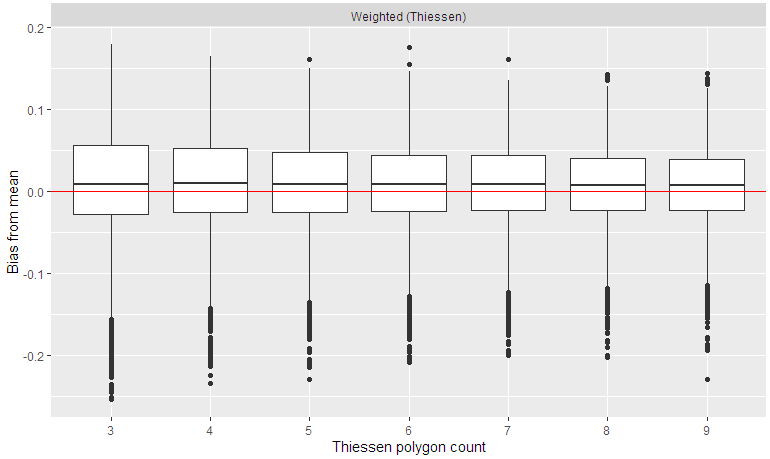 Weighted (Thiessen)
0.2
0.1
0.0
-0.1
-0.2
Bias from mean
3 4 5 6 7 8 9
Thiessen polygon count